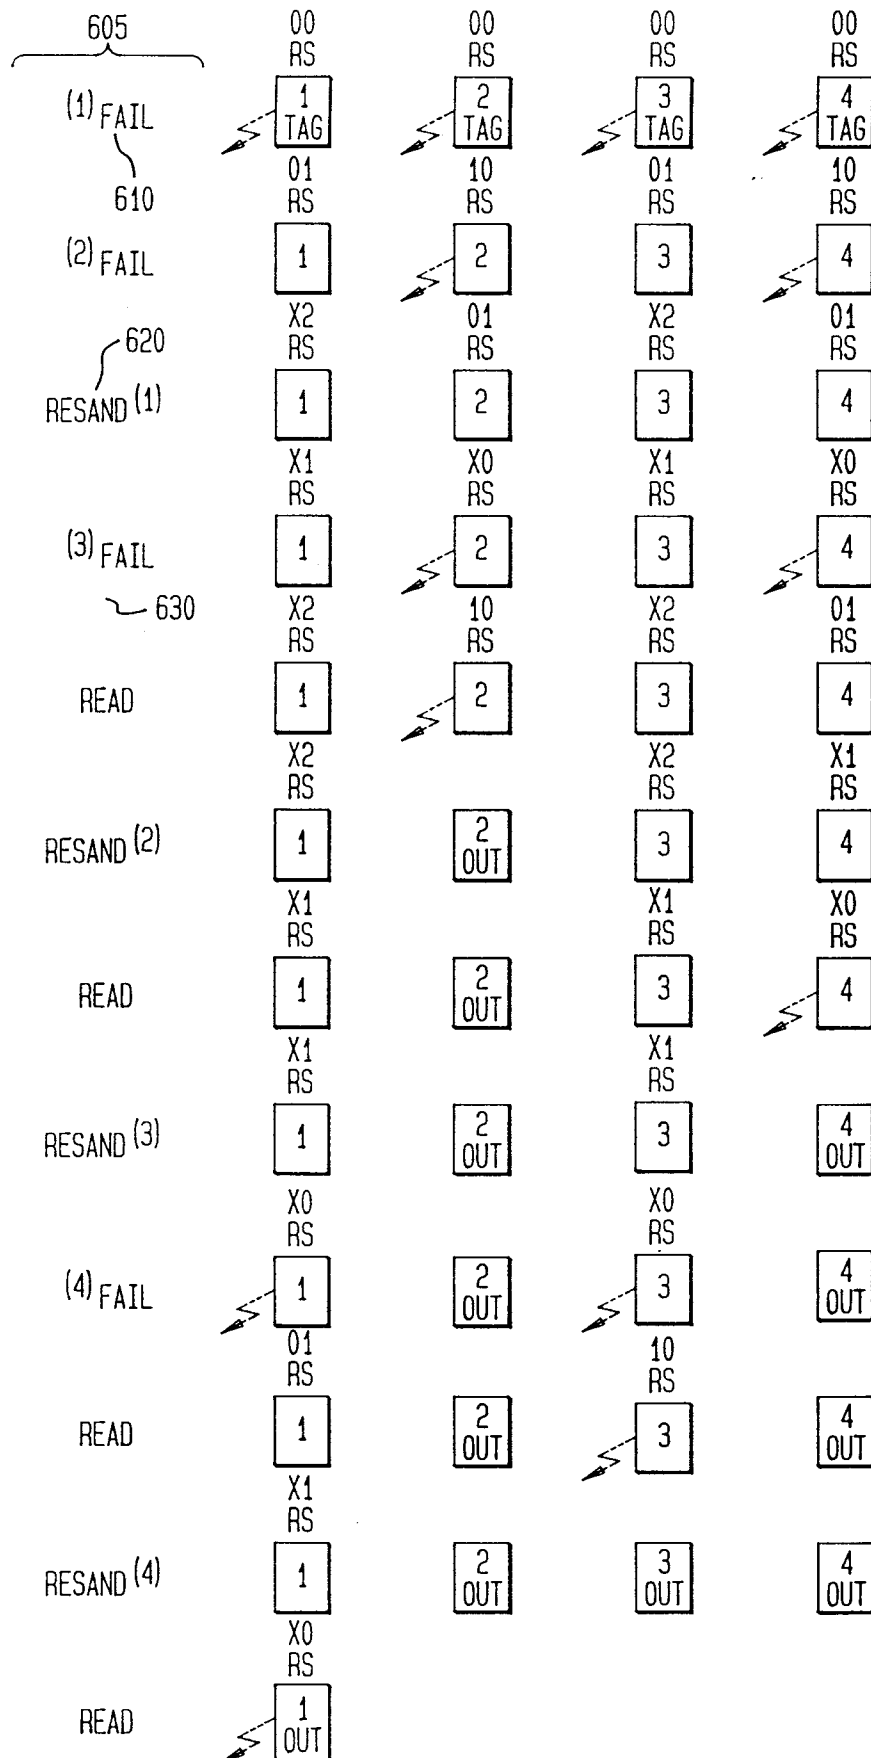 605 00 00 00 00
RS RS RS RS
(1) FAIL 1 2 3 4
TAG TAG TAG TAG
01 10 01 10
610 RS RS RS RS
(2) FAIL 1 2 3 4
X2 01 X2 01
620 RS RS RS RS
RESAND (1) 1 2 3 4
X1 X0 X1 X0
RS RS RS RS
(3) FAIL 1 2 3 4
630 X2 10 X2 01
RS RS RS RS
READ 1 2 3 4
X2 X2 X1
RS RS RS
RESAND (2) 1 2 3 4
OUT
X1 X1 X0
RS RS RS
READ 1 2 3 4
OUT
X1 X1
RS RS
RESAND (3) 1 2 3 4
OUT OUT
X0 X0
RS RS
(4) FAIL 1 2 3 4
OUT OUT
01 10
RS RS
READ 1 2 3 4
OUT OUT
X1
RS
RESAND (4) 1 2 3 4
OUT OUT OUT
X0
RS
READ 1
OUT